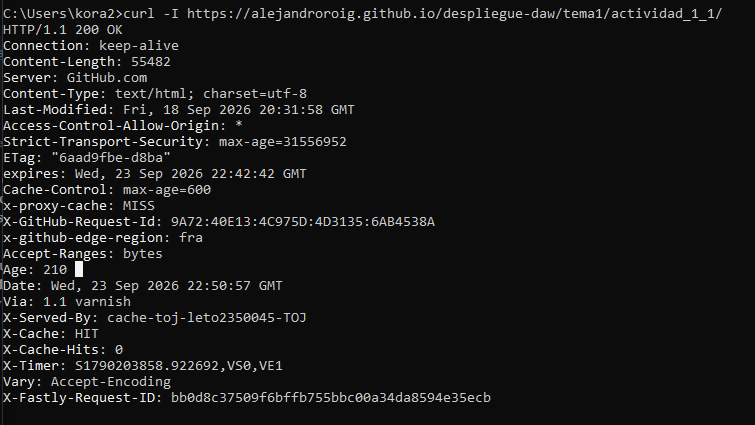 C:\Users\kora2>curl -I https://alejandroroig.github.io/despliegue-daw/tema1/actividad_1_1/
HTTP/1.1 200 OK
Connection: keep-alive
Content-Length: 55482
Server: GitHub.com
Content-Type: text/html; charset=utf-8
Last-Modified: Fri, 18 Sep 2026 20:31:58 GMT
Access-Control-Allow-Origin: *
Strict-Transport-Security: max-age=31556952
ETag: "6aad9fbe-d8ba"
expires: Wed, 23 Sep 2026 22:42:42 GMT
Cache-Control: max-age=600
x-proxy-cache: MISS
X-GitHub-Request-Id: 9A72:40E13:4C975D:4D3135:6AB4538A
x-github-edge-region: fra
Accept-Ranges: bytes
Age: 210
Date: Wed, 23 Sep 2026 22:50:57 GMT
Via: 1.1 varnish
X-Served-By: cache-toj-leto2350045-TOJ
X-Cache: HIT
X-Cache-Hits: 0
X-Timer: S1790203858.922692,VS0,VE1
Vary: Accept-Encoding
X-Fastly-Request-ID: bb0d8c37509f6bffb755bbc00a34da8594e35ecb